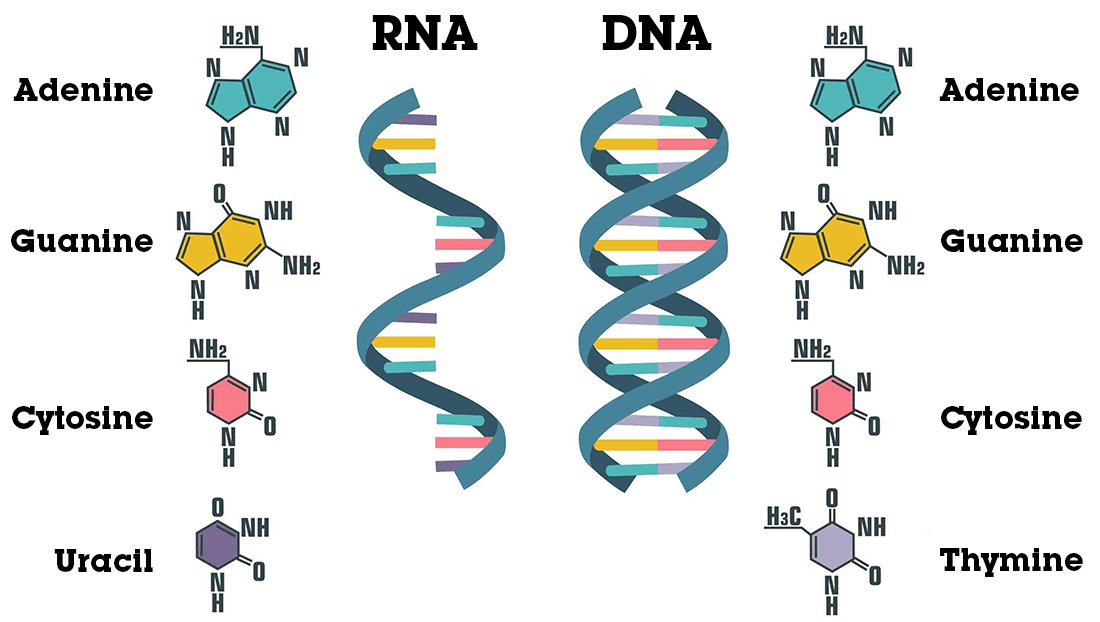 RNA
DNA
Adenine
H₂N
N
N
N
N
H
H₂N
N
N
N
N
H
Adenine
Guanine
O
N
NH
NH₂
N
N
H
O
N
NH
NH₂
N
N
H
Guanine
Cytosine
NH₂
N
O
N
H
NH₂
N
O
N
H
Cytosine
Uracil
O
NH
O
N
H
O
H₃C
NH
O
N
H
Thymine